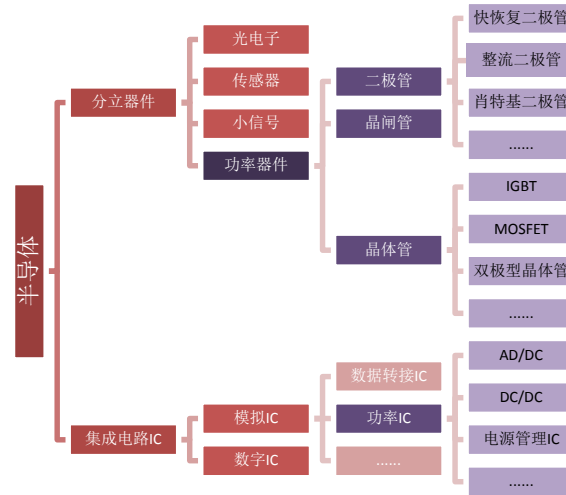 半导体
分立器件
光电子
传感器
小信号
功率器件
二极管
快恢复二极管
整流二极管
肖特基二极管
......
晶闸管
晶体管
IGBT
MOSFET
双极型晶体管
......
集成电路IC
模拟IC
数据转接IC
功率IC
AD/DC
DC/DC
电源管理IC
......
......
数字IC